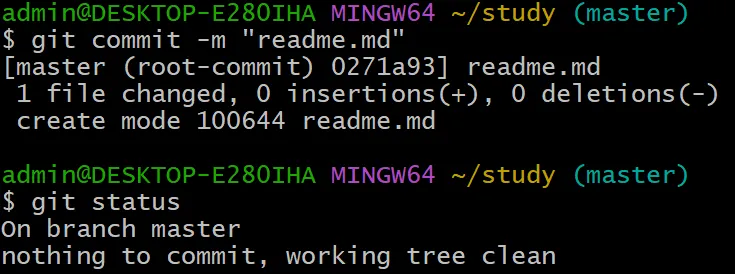 admin@DESKTOP-E280IHA MINGW64 ~/study (master)
$ git commit -m "readme.md"
[master (root-commit) 0271a93] readme.md
 1 file changed, 0 insertions(+), 0 deletions(-)
 create mode 100644 readme.md

admin@DESKTOP-E280IHA MINGW64 ~/study (master)
$ git status
On branch master
nothing to commit, working tree clean